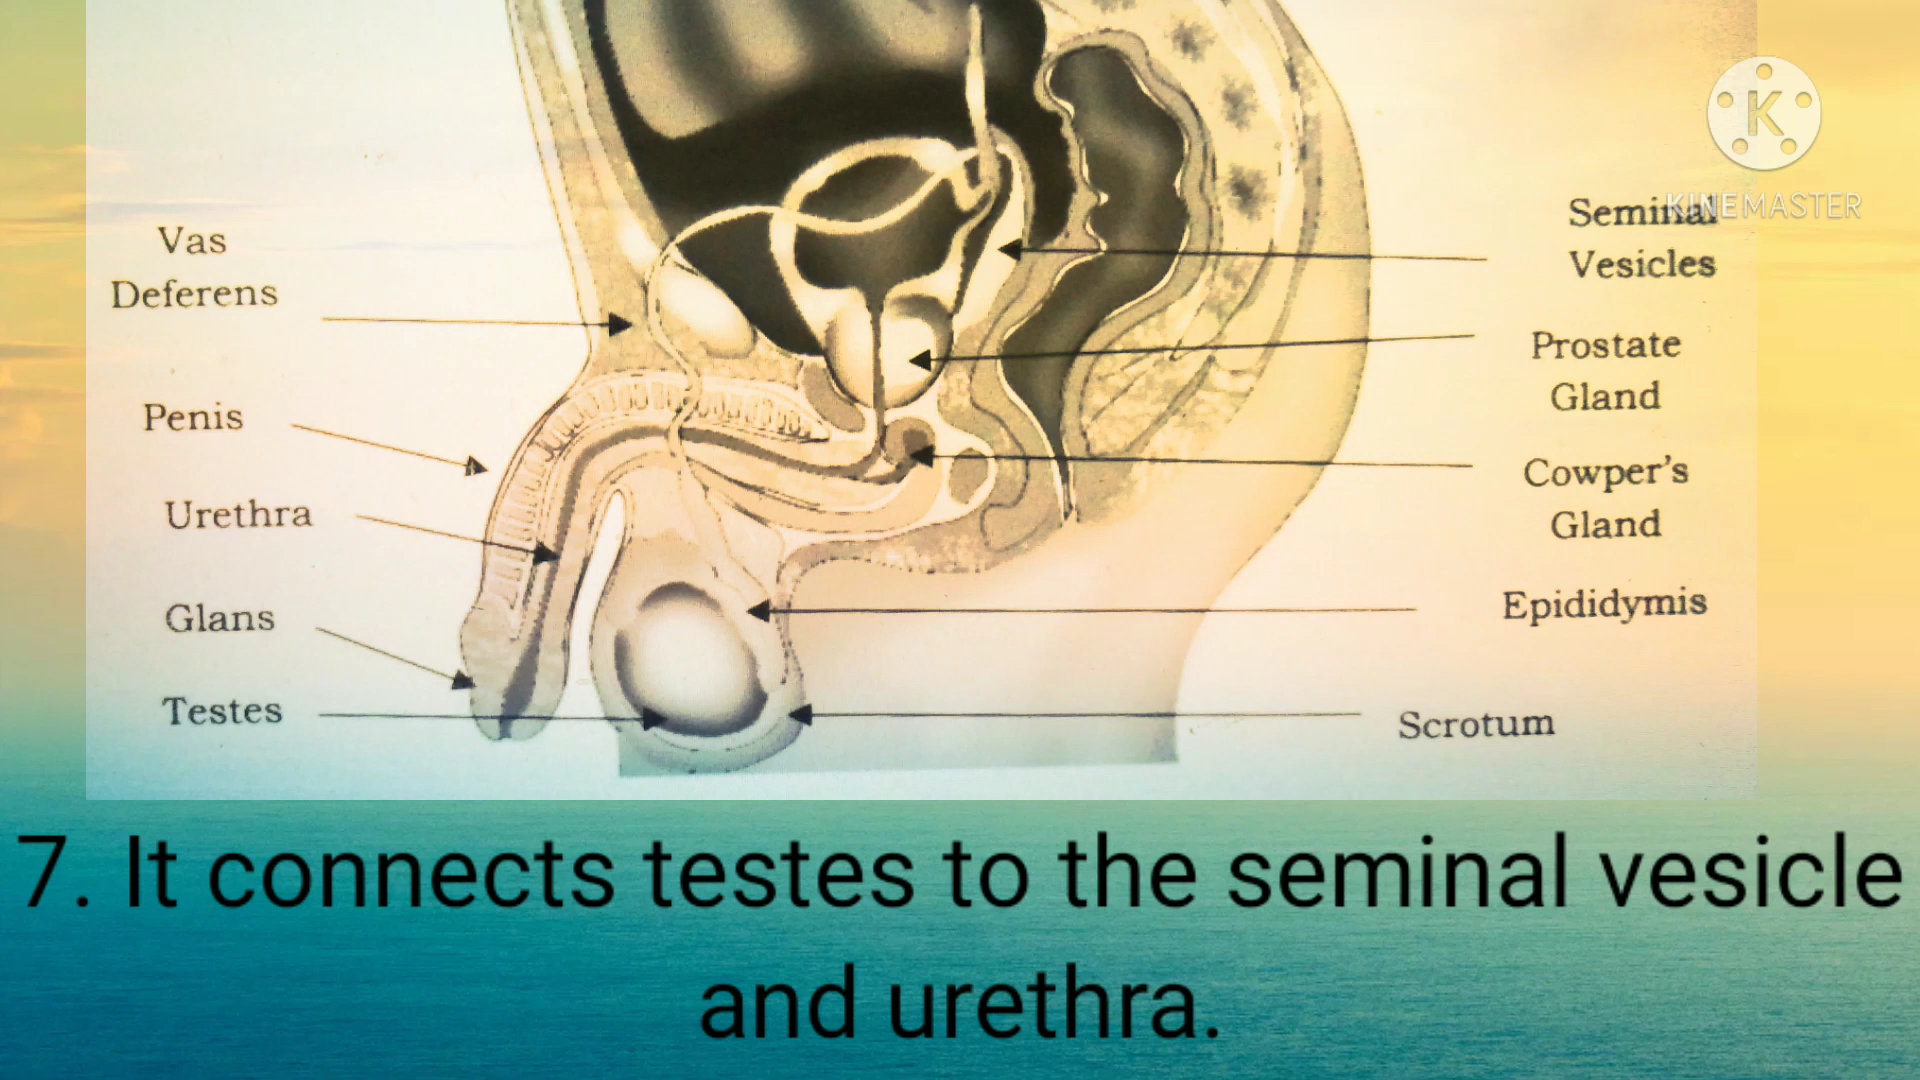 K
KINEMASTER
Vas
Deferens
Penis
Urethra
Glans
Testes
Seminal
Vesicles
Prostate
Gland
Cowper's
Gland
Epididymis
Scrotum
7. It connects testes to the seminal vesicle
and urethra.